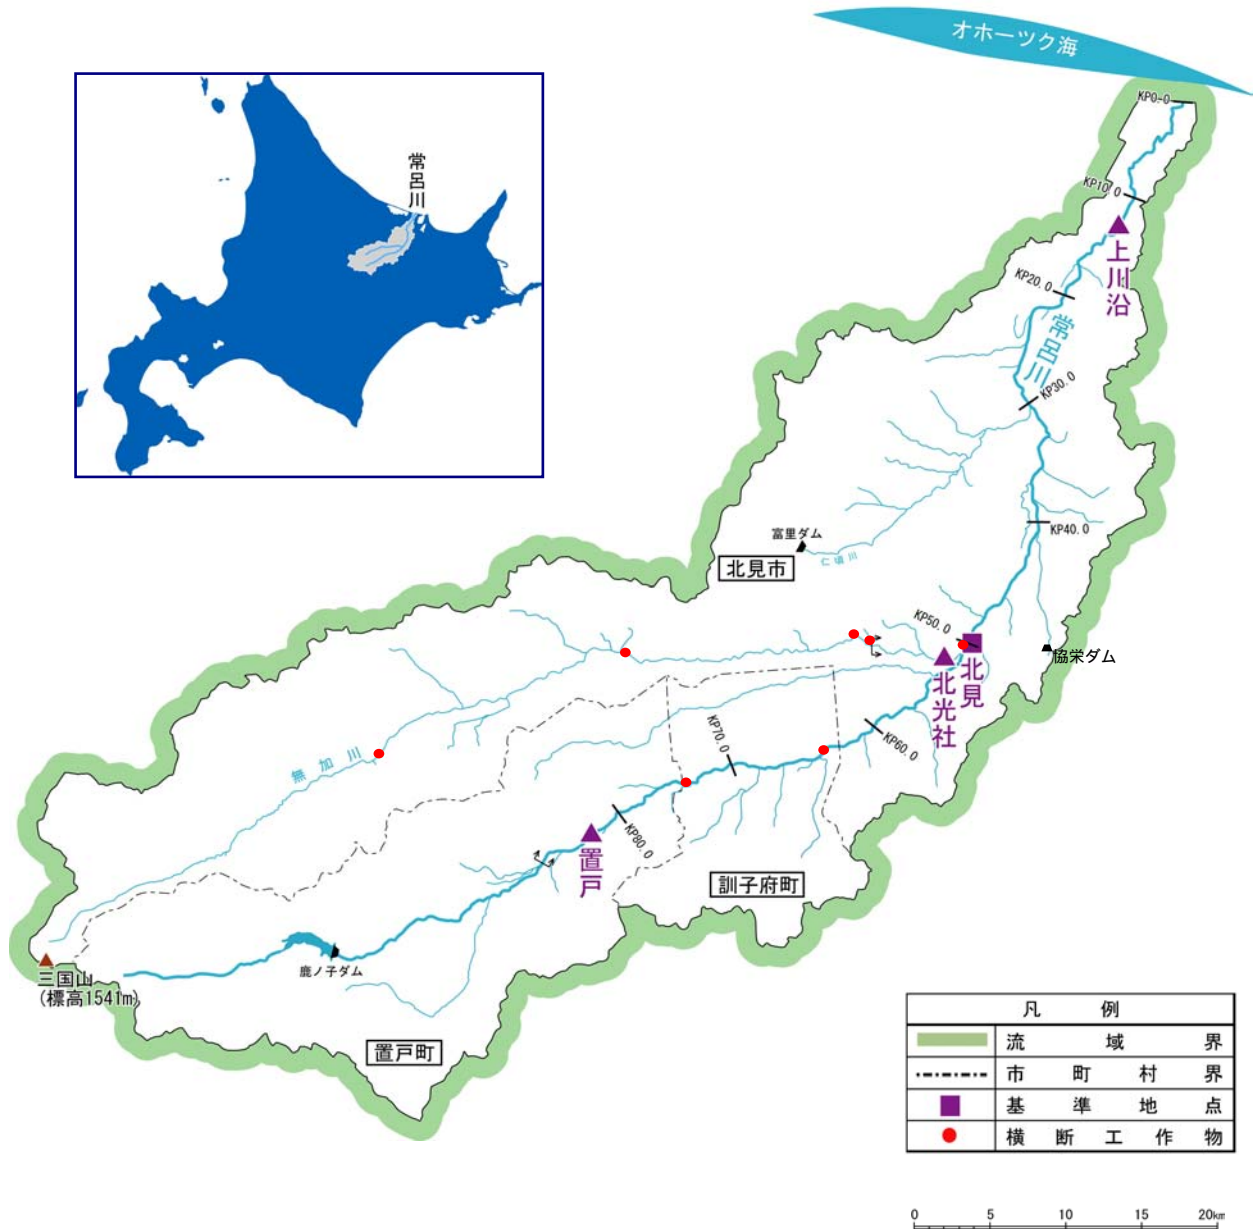 オホーツク海
常呂川
KP0.0
KP10.0
上川沿
KP20.0
常呂川
KP30.0
KP40.0
富里ダム
仁頃川
北見市
KP50.0
北見
協栄ダム
北光社
KP60.0
KP70.0
無加川
KP80.0
置戸
訓子府町
鹿ノ子ダム
三国山
(標高1541m)
置戸町
凡 例
流 域 界
市 町 村 界
基 準 地 点
横 断 工 作 物
0 5 10 15 20km